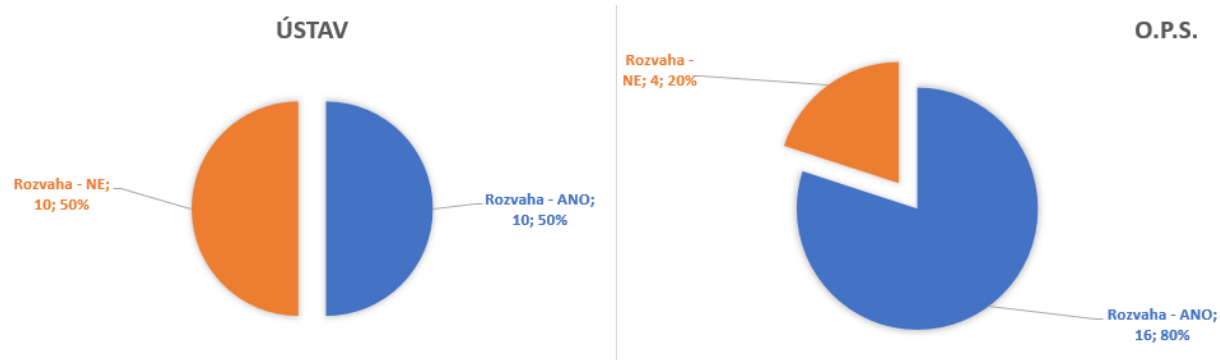 ÚSTAV
Rozvaha - NE;
10; 50%
Rozvaha - ANO;
10; 50%
O.P.S.
Rozvaha -
NE; 4; 20%
Rozvaha - ANO;
16; 80%